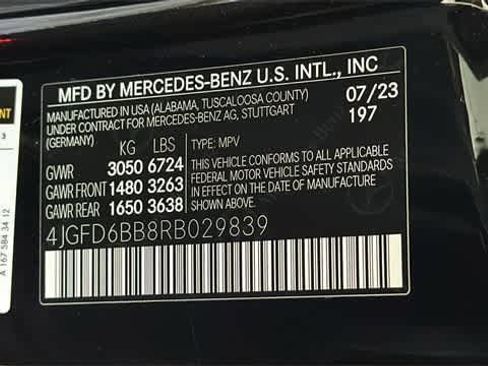 MFD BY MERCEDES-BENZ U.S. INTL., INC
MANUFACTURED IN USA (ALABAMA, TUSCALOOSA COUNTY) 07/23
UNDER CONTRACT FOR MERCEDES-BENZ AG, STUTTGART 197
(GERMANY) KG LBS TYPE: MPV
GVWR 3050 6724 THIS VEHICLE CONFORMS TO ALL APPLICABLE
GAWR FRONT 1480 3263 FEDERAL MOTOR VEHICLE SAFETY STANDARDS
IN EFFECT ON THE DATE OF MANUFACTURE
GAWR REAR 1650 3638 SHOWN ABOVE.
4JGFD6BB8RB029839
3
A 167 584 34 12